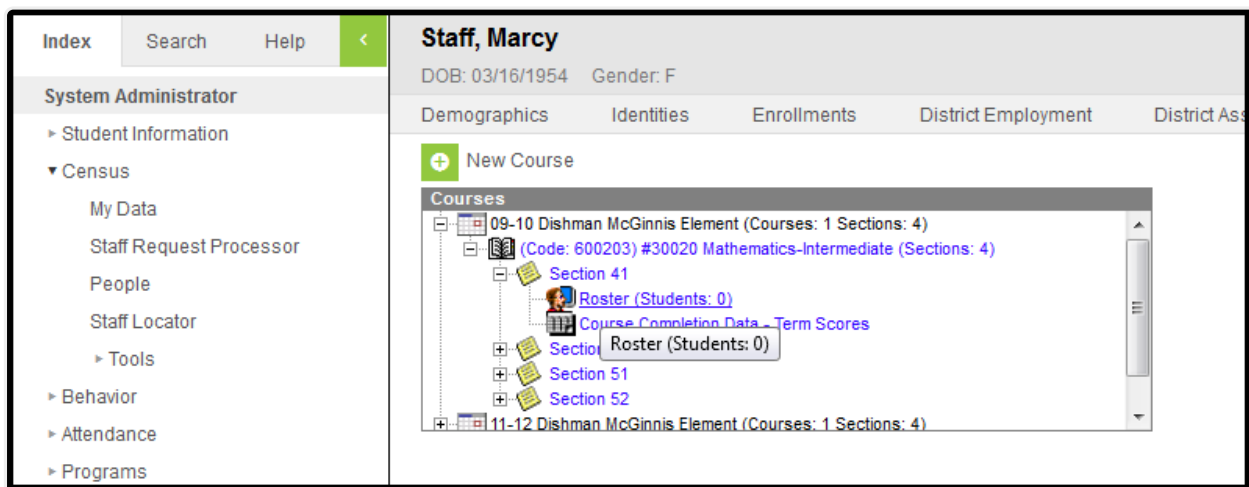 Index Search Help
System Administrator
Student Information
Census
My Data
Staff Request Processor
People
Staff Locator
Tools
Behavior
Attendance
Programs
Staff, Marcy
DOB: 03/16/1954 Gender: F
Demographics Identities Enrollments District Employment District Ass
New Course
Courses
09-10 Dishman McGinnis Element (Courses: 1 Sections: 4)
(Code: 600203) #30020 Mathematics-Intermediate (Sections: 4)
Section 41
Roster (Students: 0)
Course Completion Data - Term Scores
Roster (Students: 0)
Sectio
Section 51
Section 52
11-12 Dishman McGinnis Element (Courses: 1 Sections: 4)